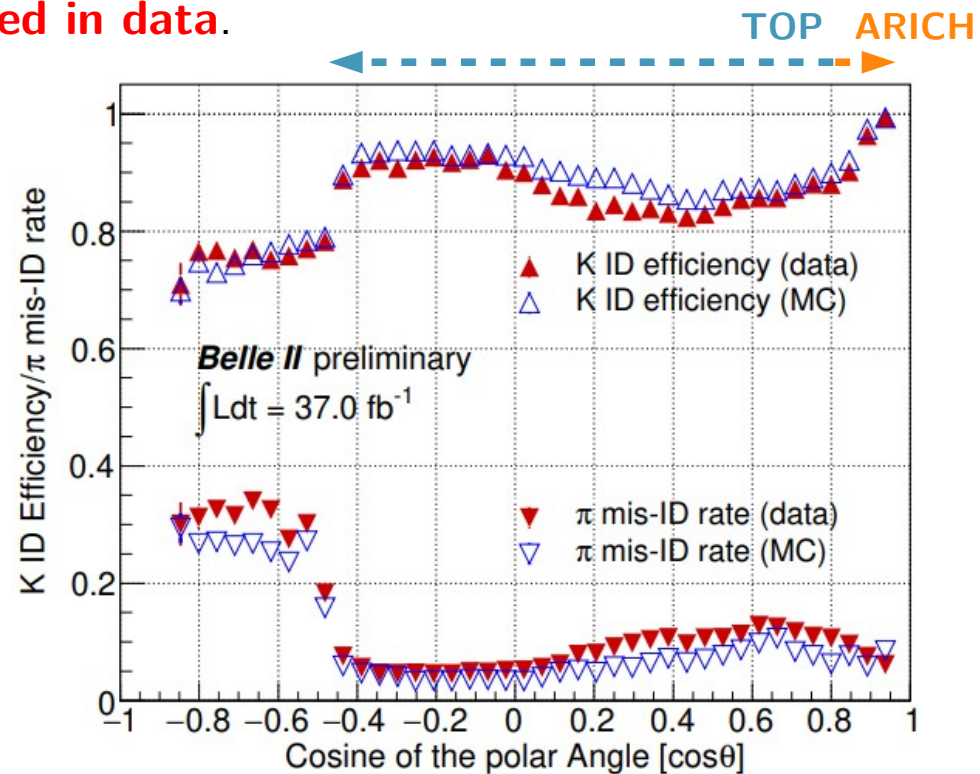 ed in data.
TOP ARICH
K ID Efficiency/π mis-ID rate
1
0.8
0.6
0.4
0.2
0
K ID efficiency (data)
K ID efficiency (MC)
Belle II preliminary
∫Ldt = 37.0 fb⁻¹
π mis-ID rate (data)
π mis-ID rate (MC)
−1 −0.8 −0.6 −0.4 −0.2 0 0.2 0.4 0.6 0.8 1
Cosine of the polar Angle [cosθ]